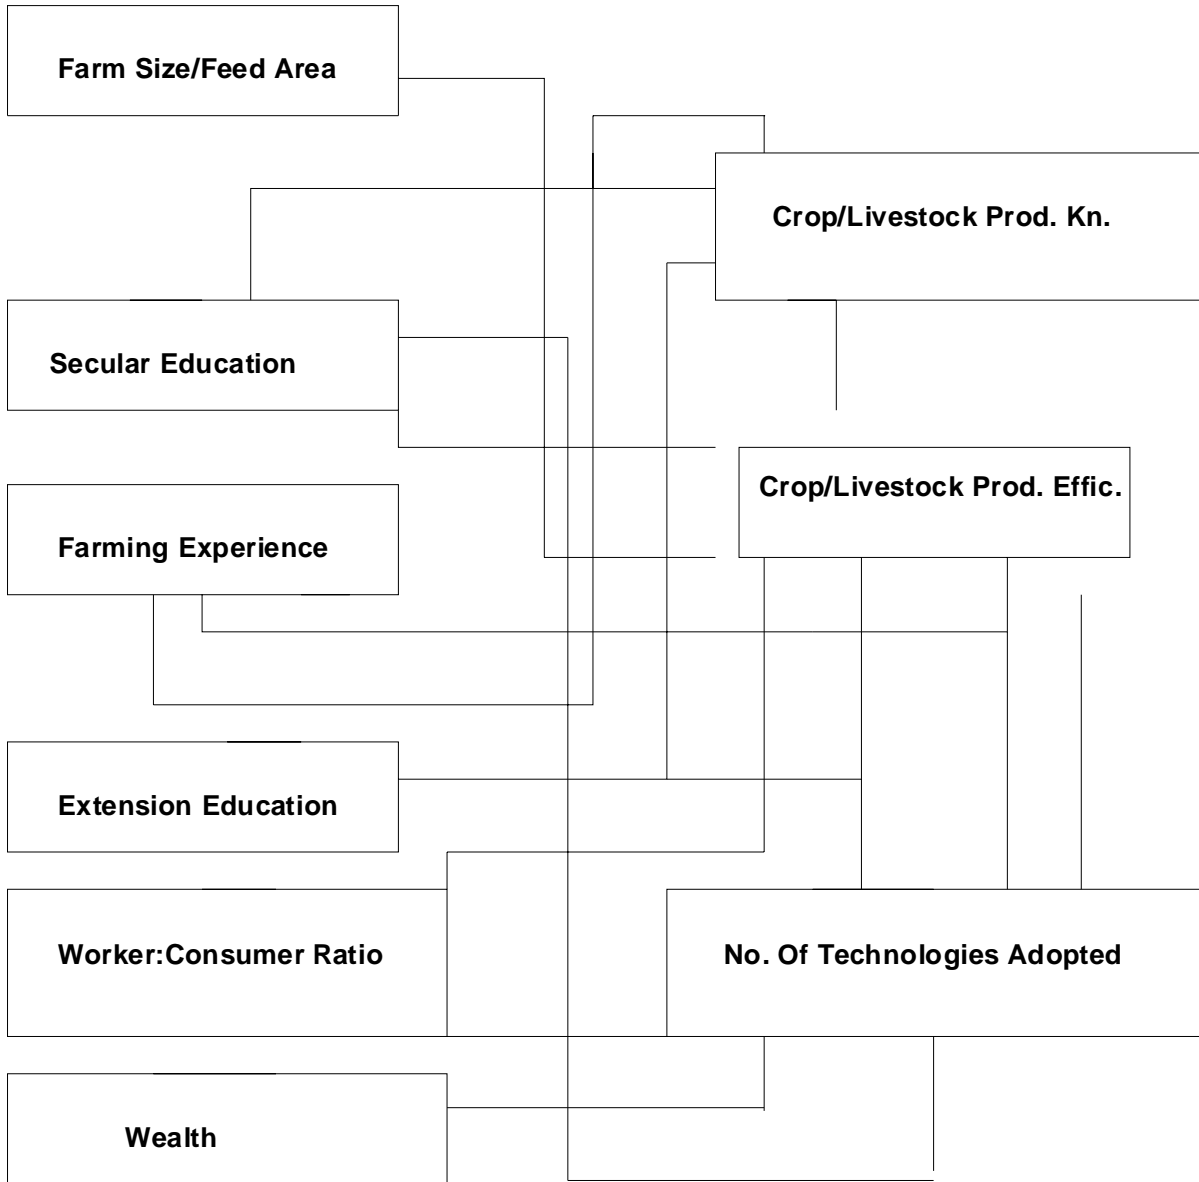 Farm Size/Feed Area
Crop/Livestock Prod. Kn.
Secular Education
Crop/Livestock Prod. Effic.
Farming Experience
Extension Education
Worker:Consumer Ratio
No. Of Technologies Adopted
Wealth